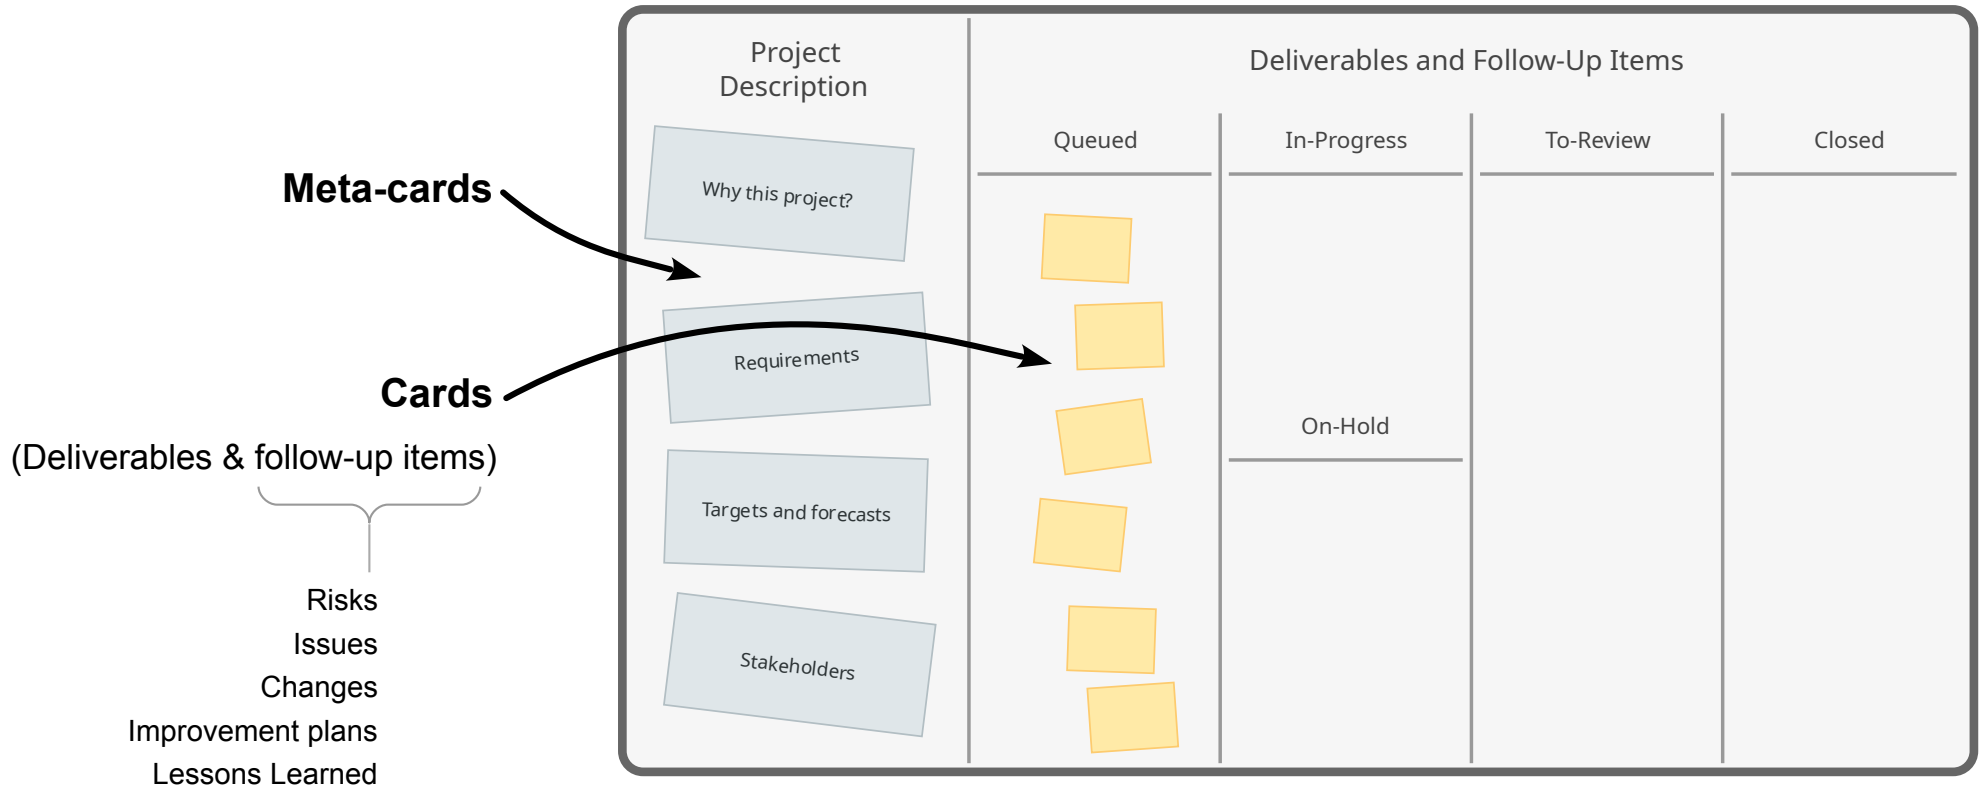 Meta-cards
Cards
(Deliverables & follow-up items)
Risks
Issues
Changes
Improvement plans
Lessons Learned
Project
Description
Why this project?
Requirements
Targets and forecasts
Stakeholders
Deliverables and Follow-Up Items
Queued
In-Progress
On-Hold
To-Review
Closed